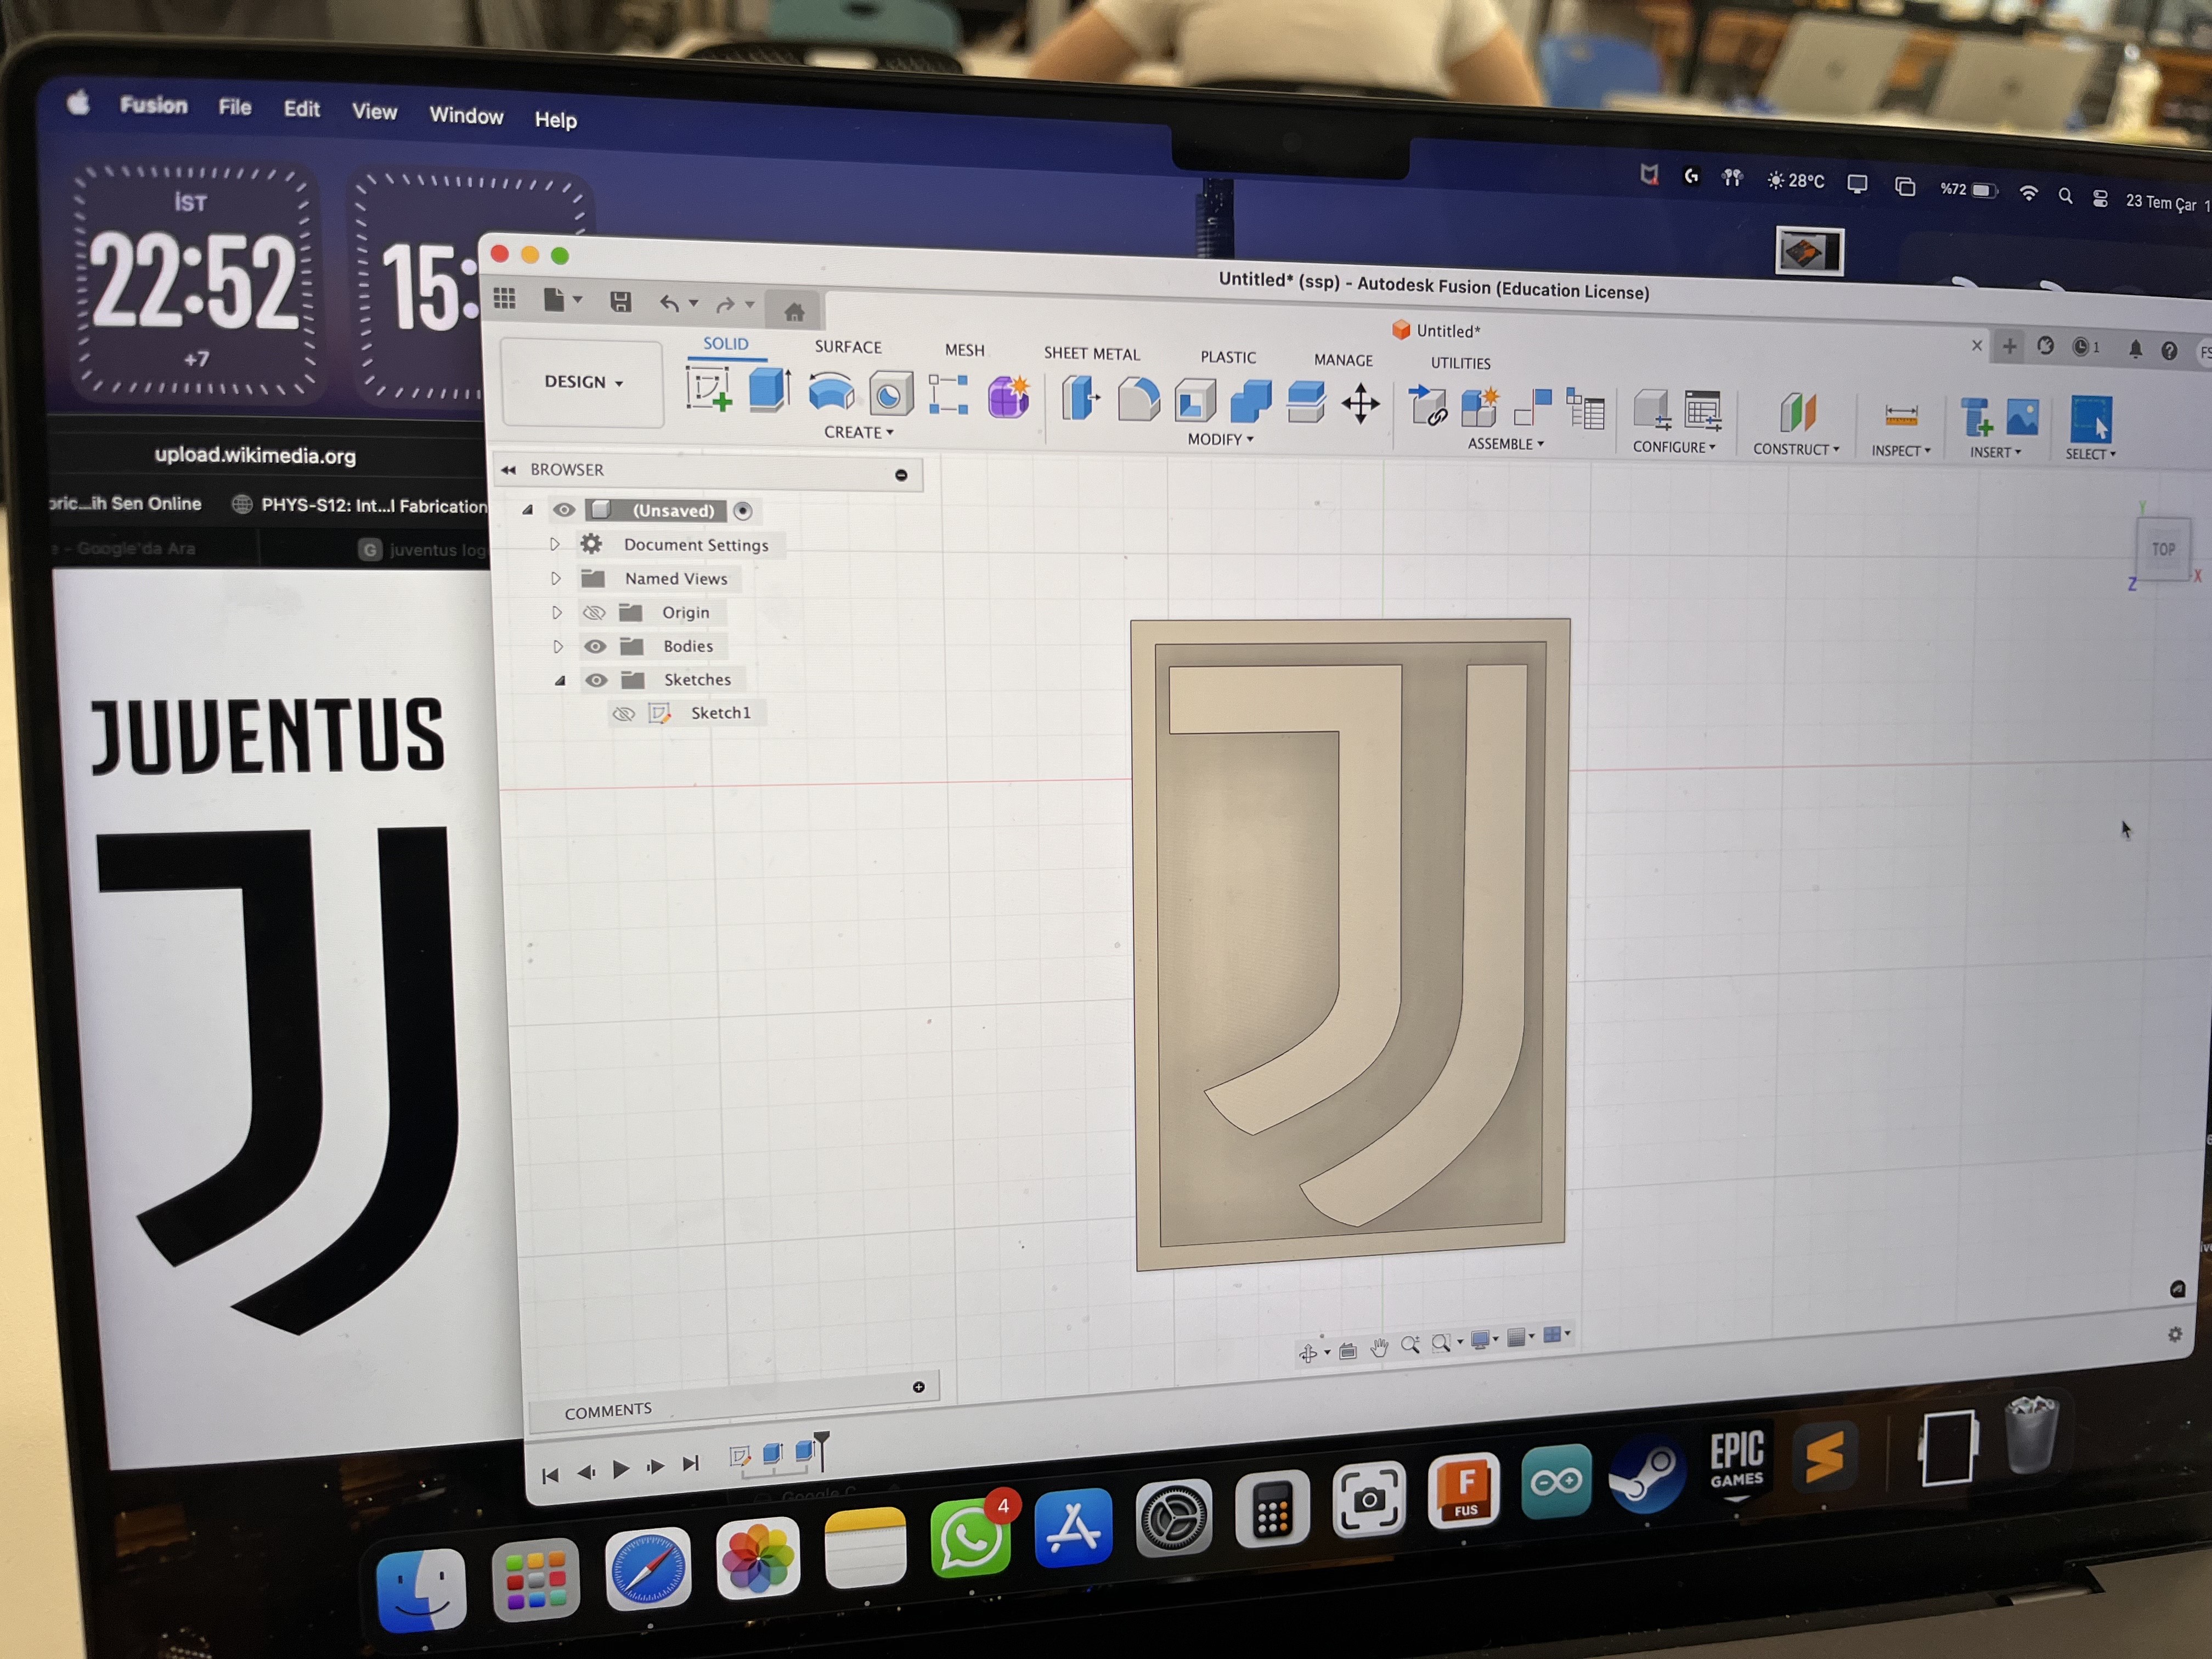 Fusion File Edit View Window Help
28°C %72 23 Tem Çar 1
İST
22:52
+7
15:
Untitled* (ssp) - Autodesk Fusion (Education License)
Untitled*
1
FS
DESIGN
SOLID SURFACE MESH SHEET METAL PLASTIC MANAGE UTILITIES
CREATE MODIFY ASSEMBLE CONFIGURE CONSTRUCT INSPECT INSERT SELECT
upload.wikimedia.org
oric...ih Sen Online PHYS-S12: Int...l Fabrication
e - Google'da Ara G juventus log
BROWSER
(Unsaved)
Document Settings
Named Views
Origin
Bodies
Sketches
Sketch1
Y
TOP
X
Z
JUVENTUS
COMMENTS
4
F
FUS
EPIC
GAMES